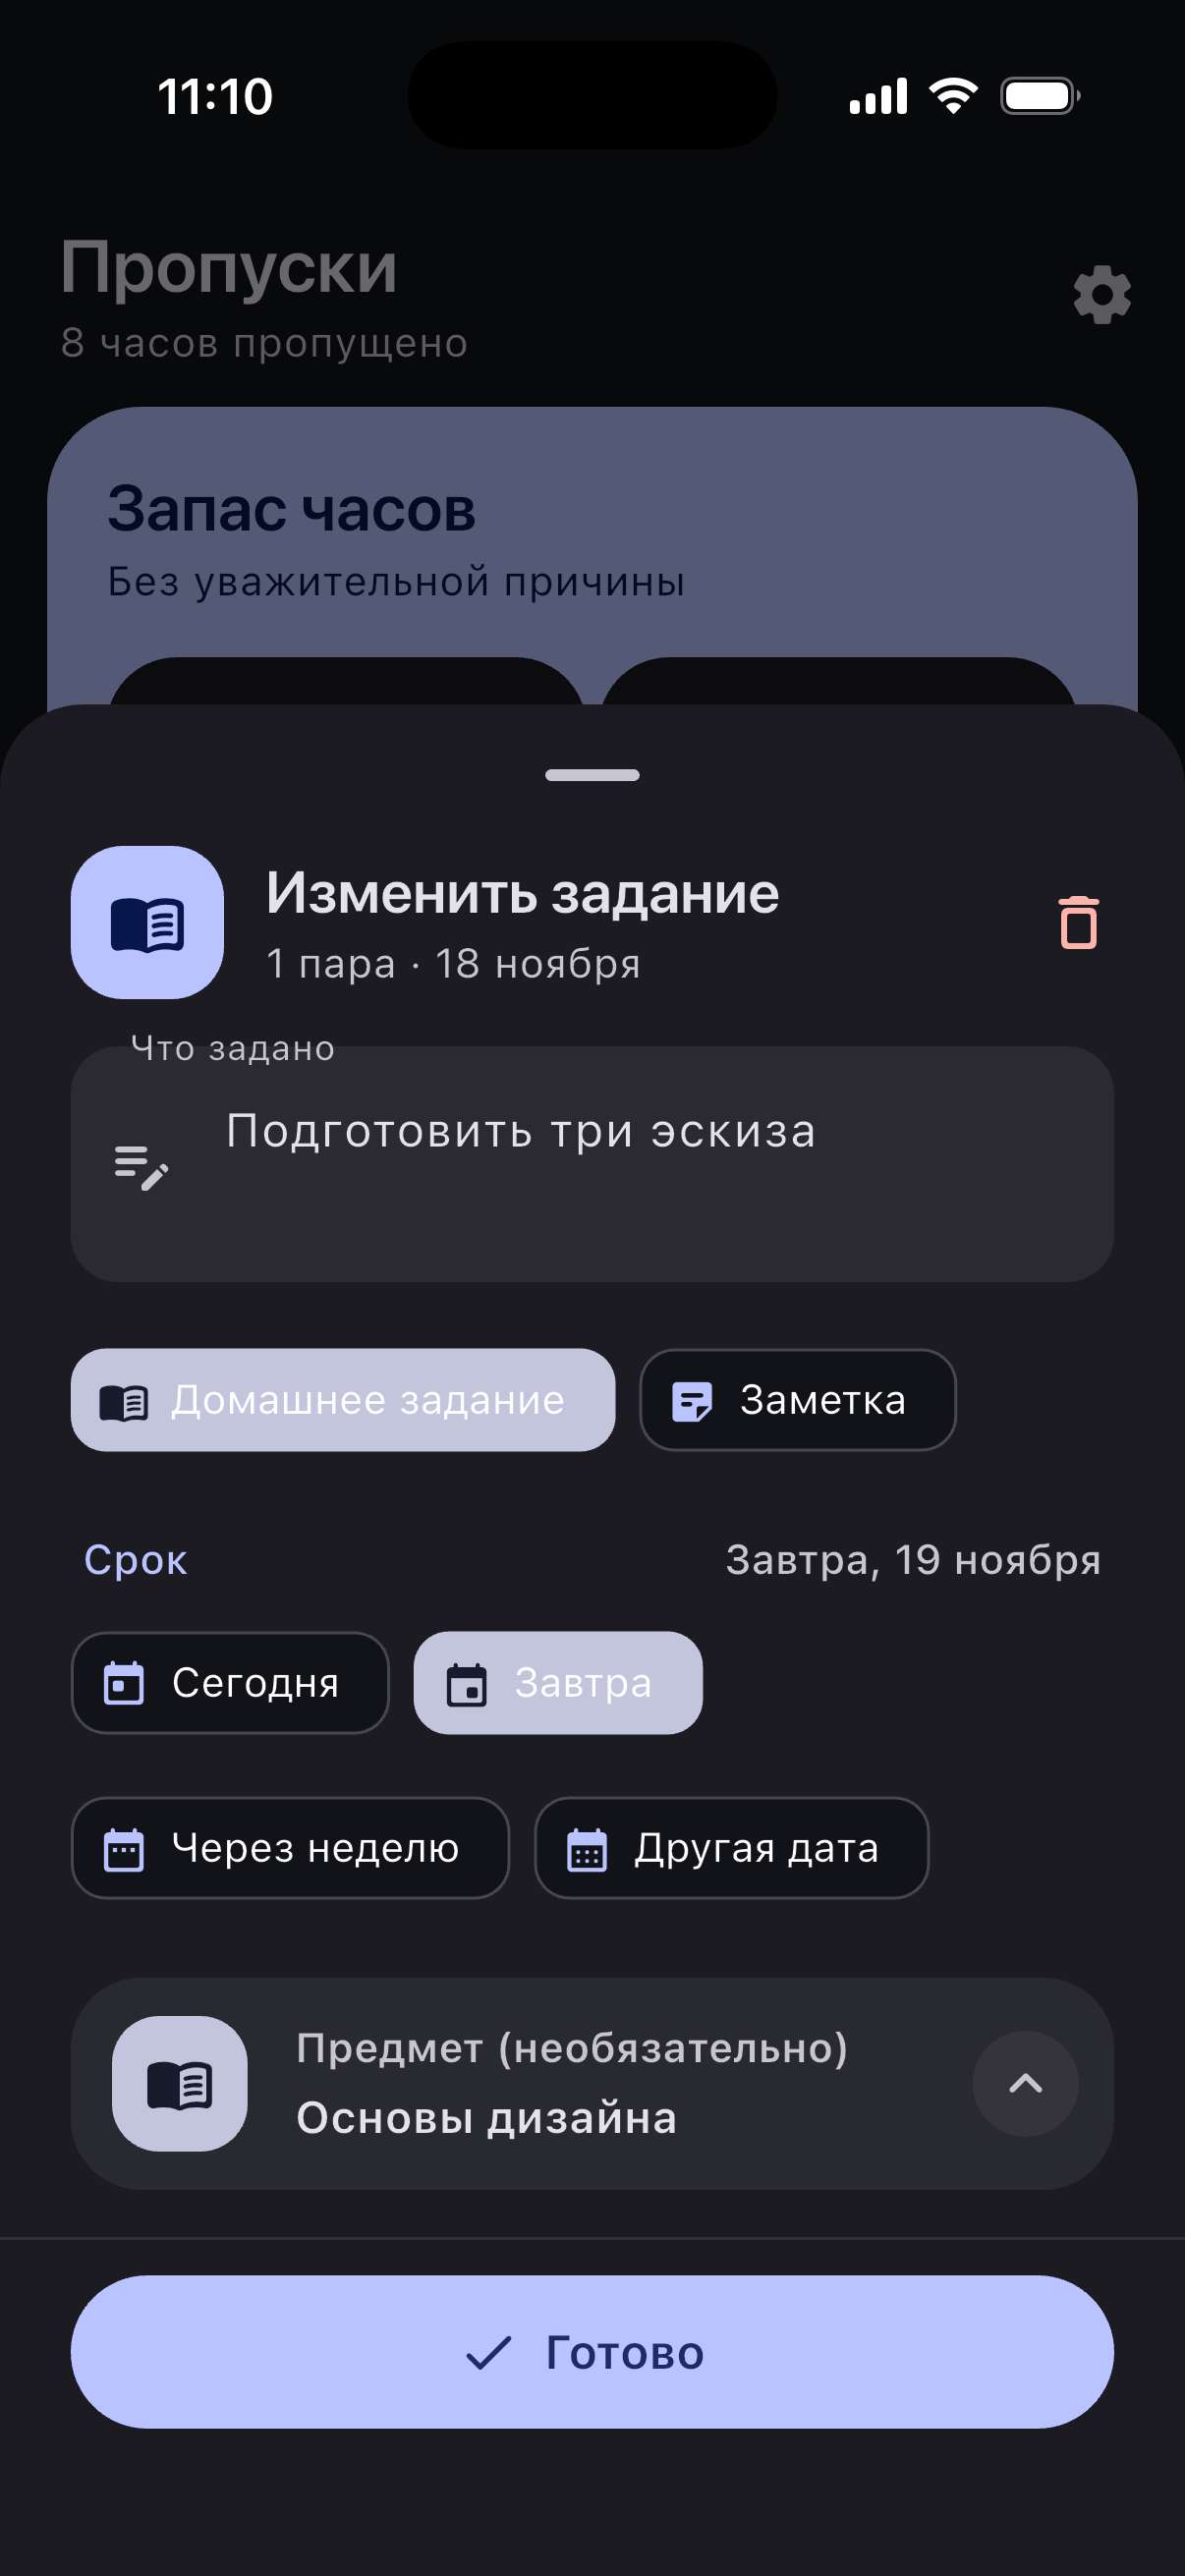 11:10
Пропуски
8 часов пропущено
Запас часов
Без уважительной причины
Изменить задание
1 пара · 18 ноября
Что задано
Подготовить три эскиза
Домашнее задание
Заметка
Срок
Завтра, 19 ноября
Сегодня
Завтра
Через неделю
Другая дата
Предмет (необязательно)
Основы дизайна
Готово